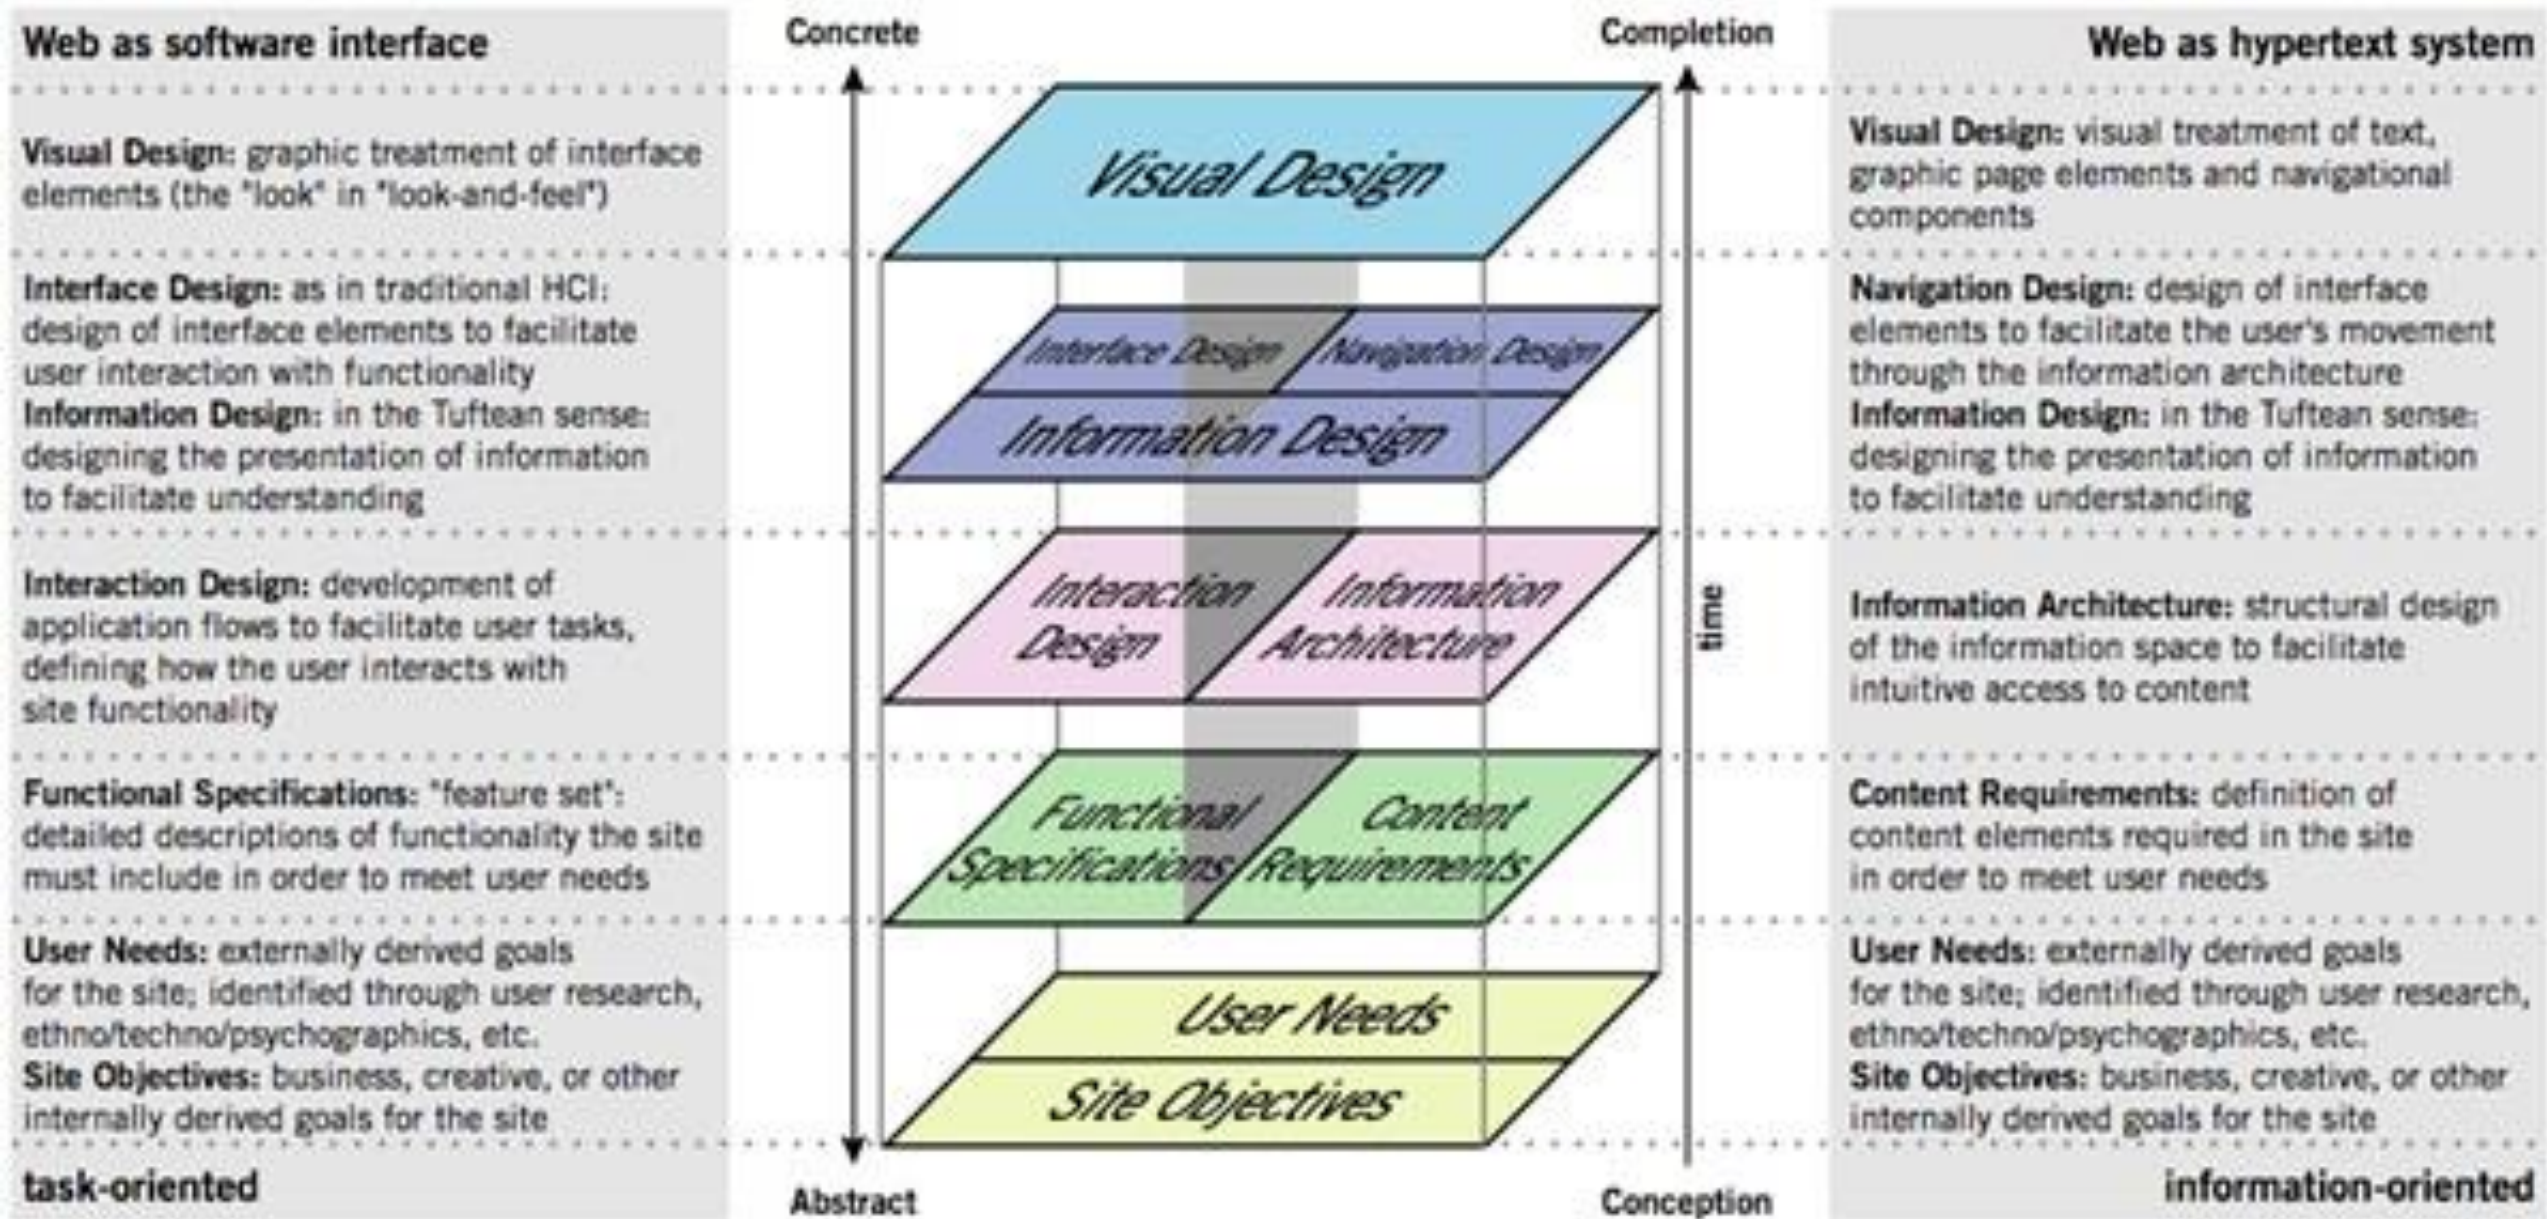 Web as software interface
Visual Design: graphic treatment of interface
elements (the "look" in "look-and-feel")
Interface Design: as in traditional HCI:
design of interface elements to facilitate
user interaction with functionality
Information Design: in the Tuftean sense:
designing the presentation of information
to facilitate understanding
Interaction Design: development of
application flows to facilitate user tasks,
defining how the user interacts with
site functionality
Functional Specifications: "feature set":
detailed descriptions of functionality the site
must include in order to meet user needs
User Needs: externally derived goals
for the site; identified through user research,
ethno/techno/psychographics, etc.
Site Objectives: business, creative, or other
internally derived goals for the site
task-oriented
Concrete
Completion
Visual Design
Interface Design
Navigation Design
Information Design
Interaction
Design
Information
Architecture
Functional
Specifications
Content
Requirements
User Needs
Site Objectives
time
Abstract
Conception
Web as hypertext system
Visual Design: visual treatment of text,
graphic page elements and navigational
components
Navigation Design: design of interface
elements to facilitate the user's movement
through the information architecture
Information Design: in the Tuftean sense:
designing the presentation of information
to facilitate understanding
Information Architecture: structural design
of the information space to facilitate
intuitive access to content
Content Requirements: definition of
content elements required in the site
in order to meet user needs
User Needs: externally derived goals
for the site; identified through user research,
ethno/techno/psychographics, etc.
Site Objectives: business, creative, or other
internally derived goals for the site
information-oriented